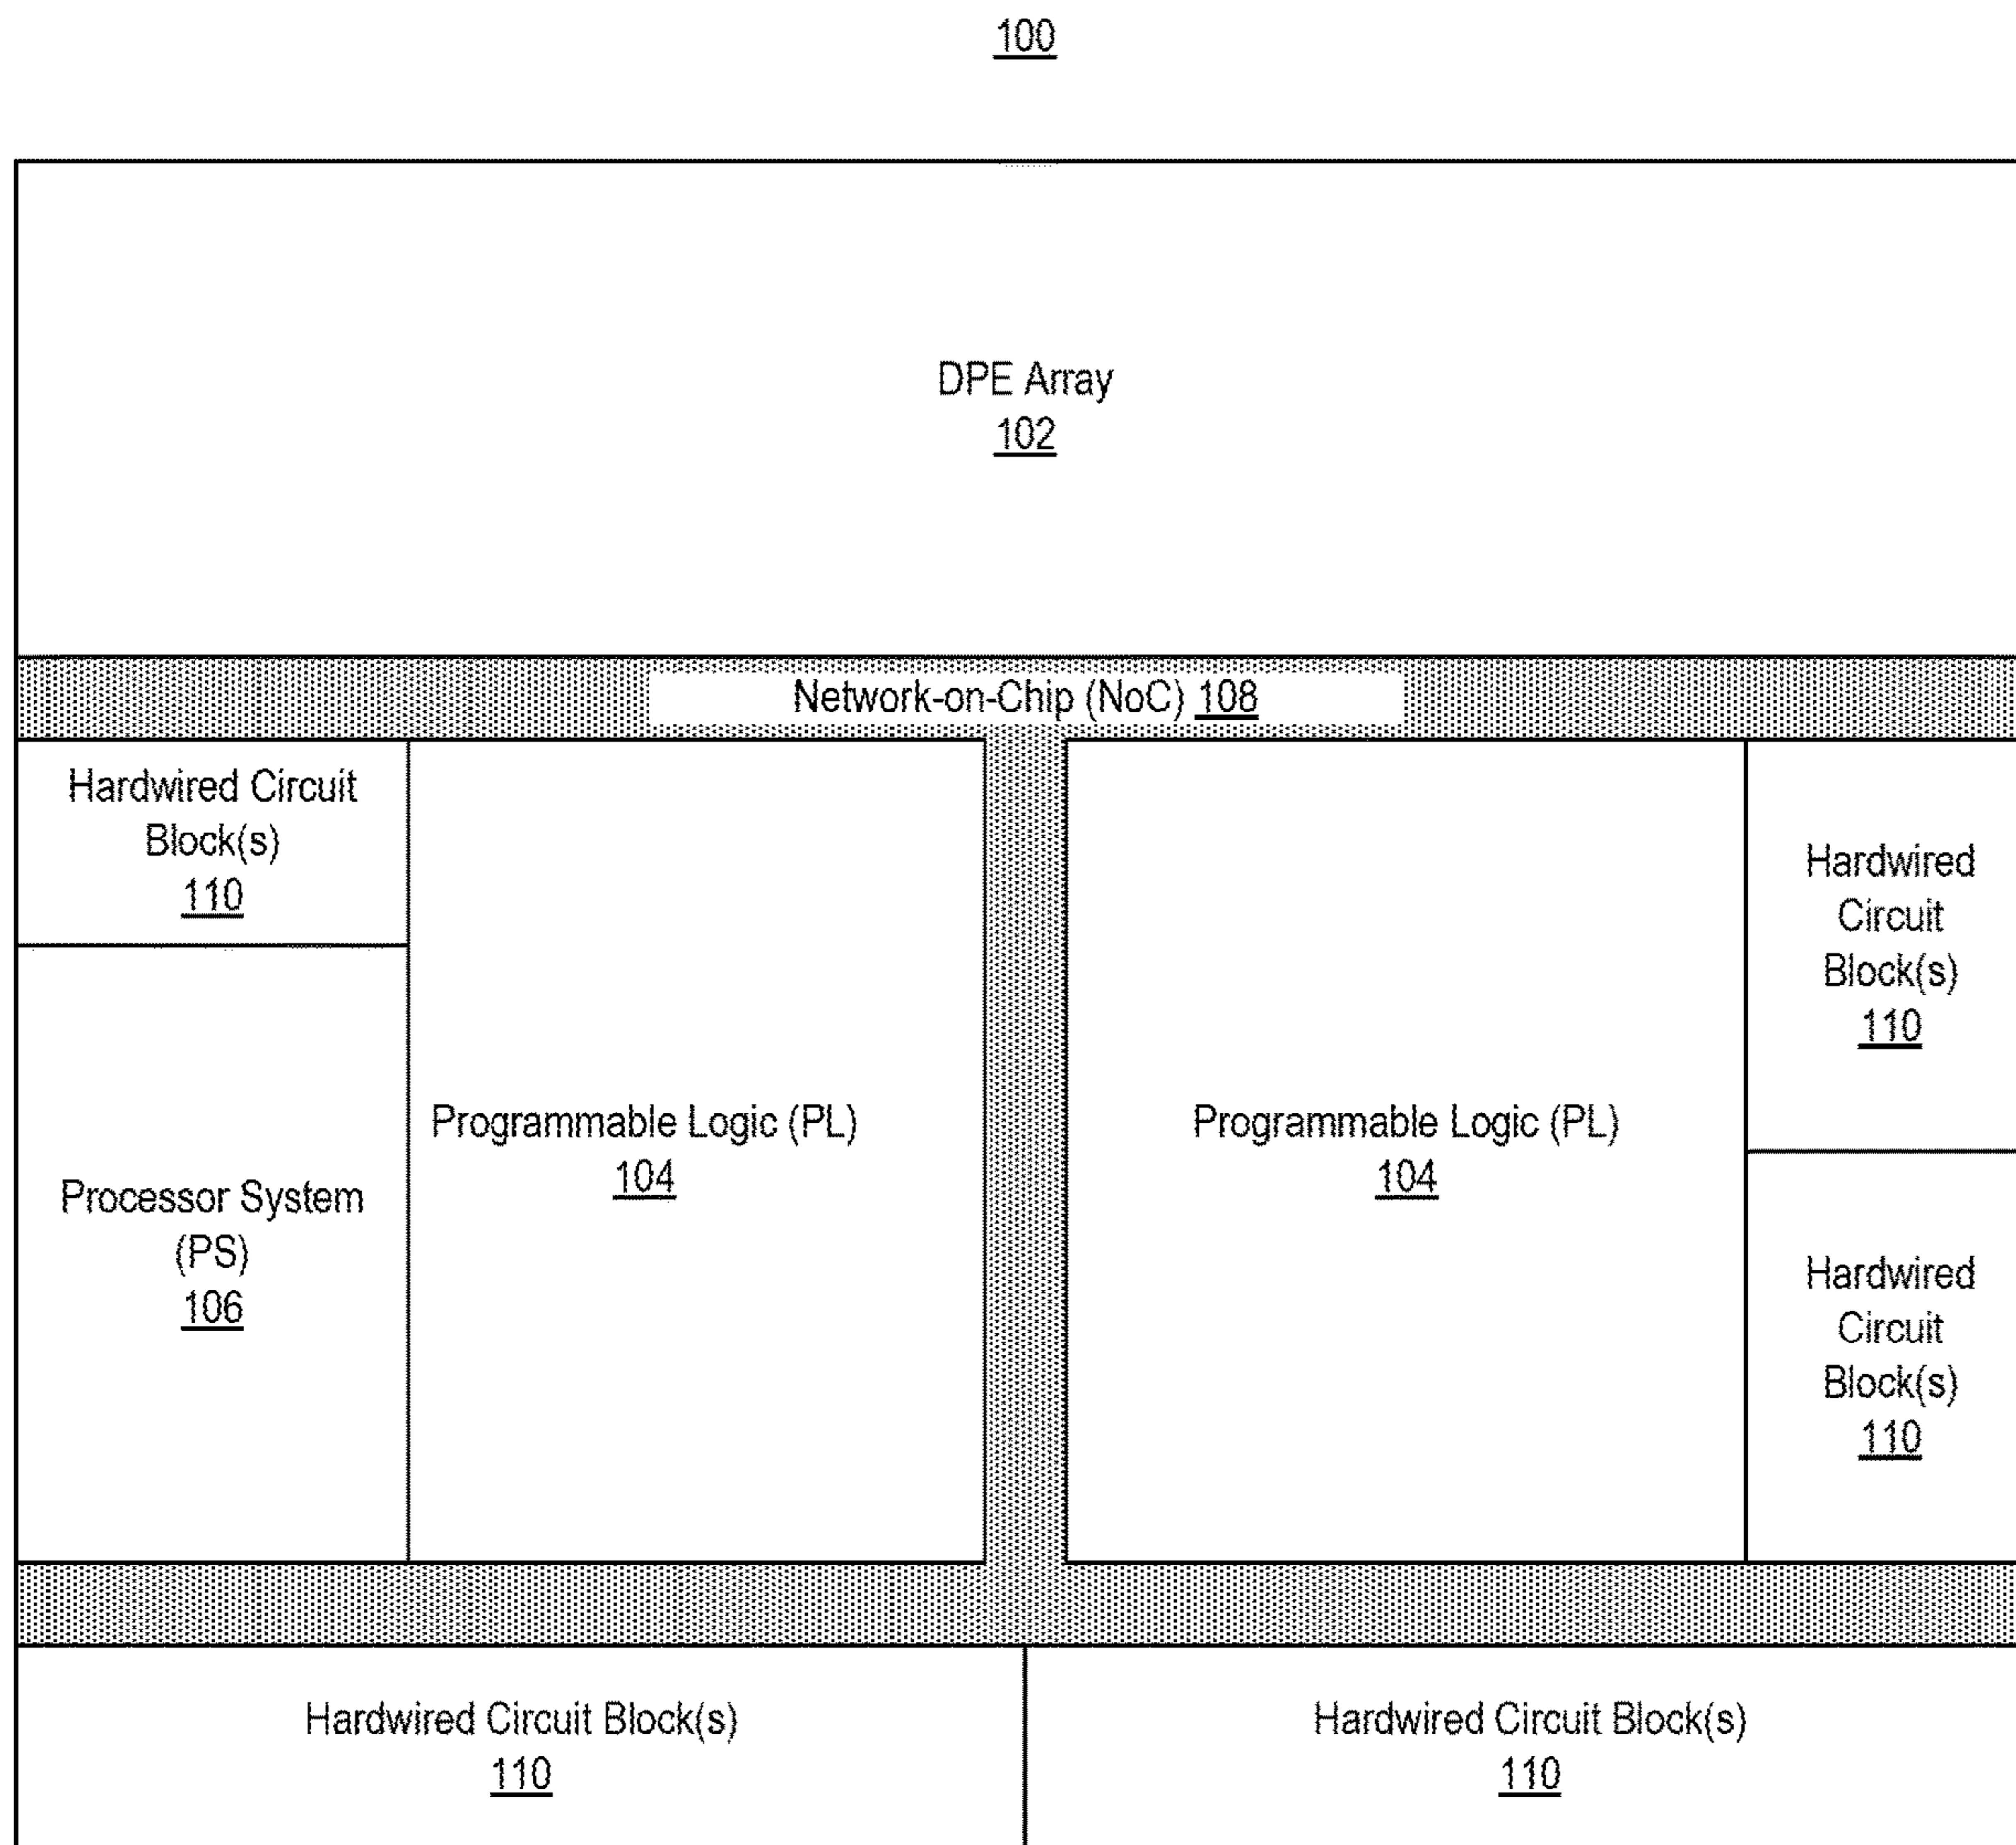 100
DPE Array
102
Network-on-Chip (NoC) 108
Hardwired Circuit
Block(s)
110
Processor System
(PS)
106
Programmable Logic (PL)
104
Programmable Logic (PL)
104
Hardwired
Circuit
Block(s)
110
Hardwired
Circuit
Block(s)
110
Hardwired Circuit Block(s)
110
Hardwired Circuit Block(s)
110